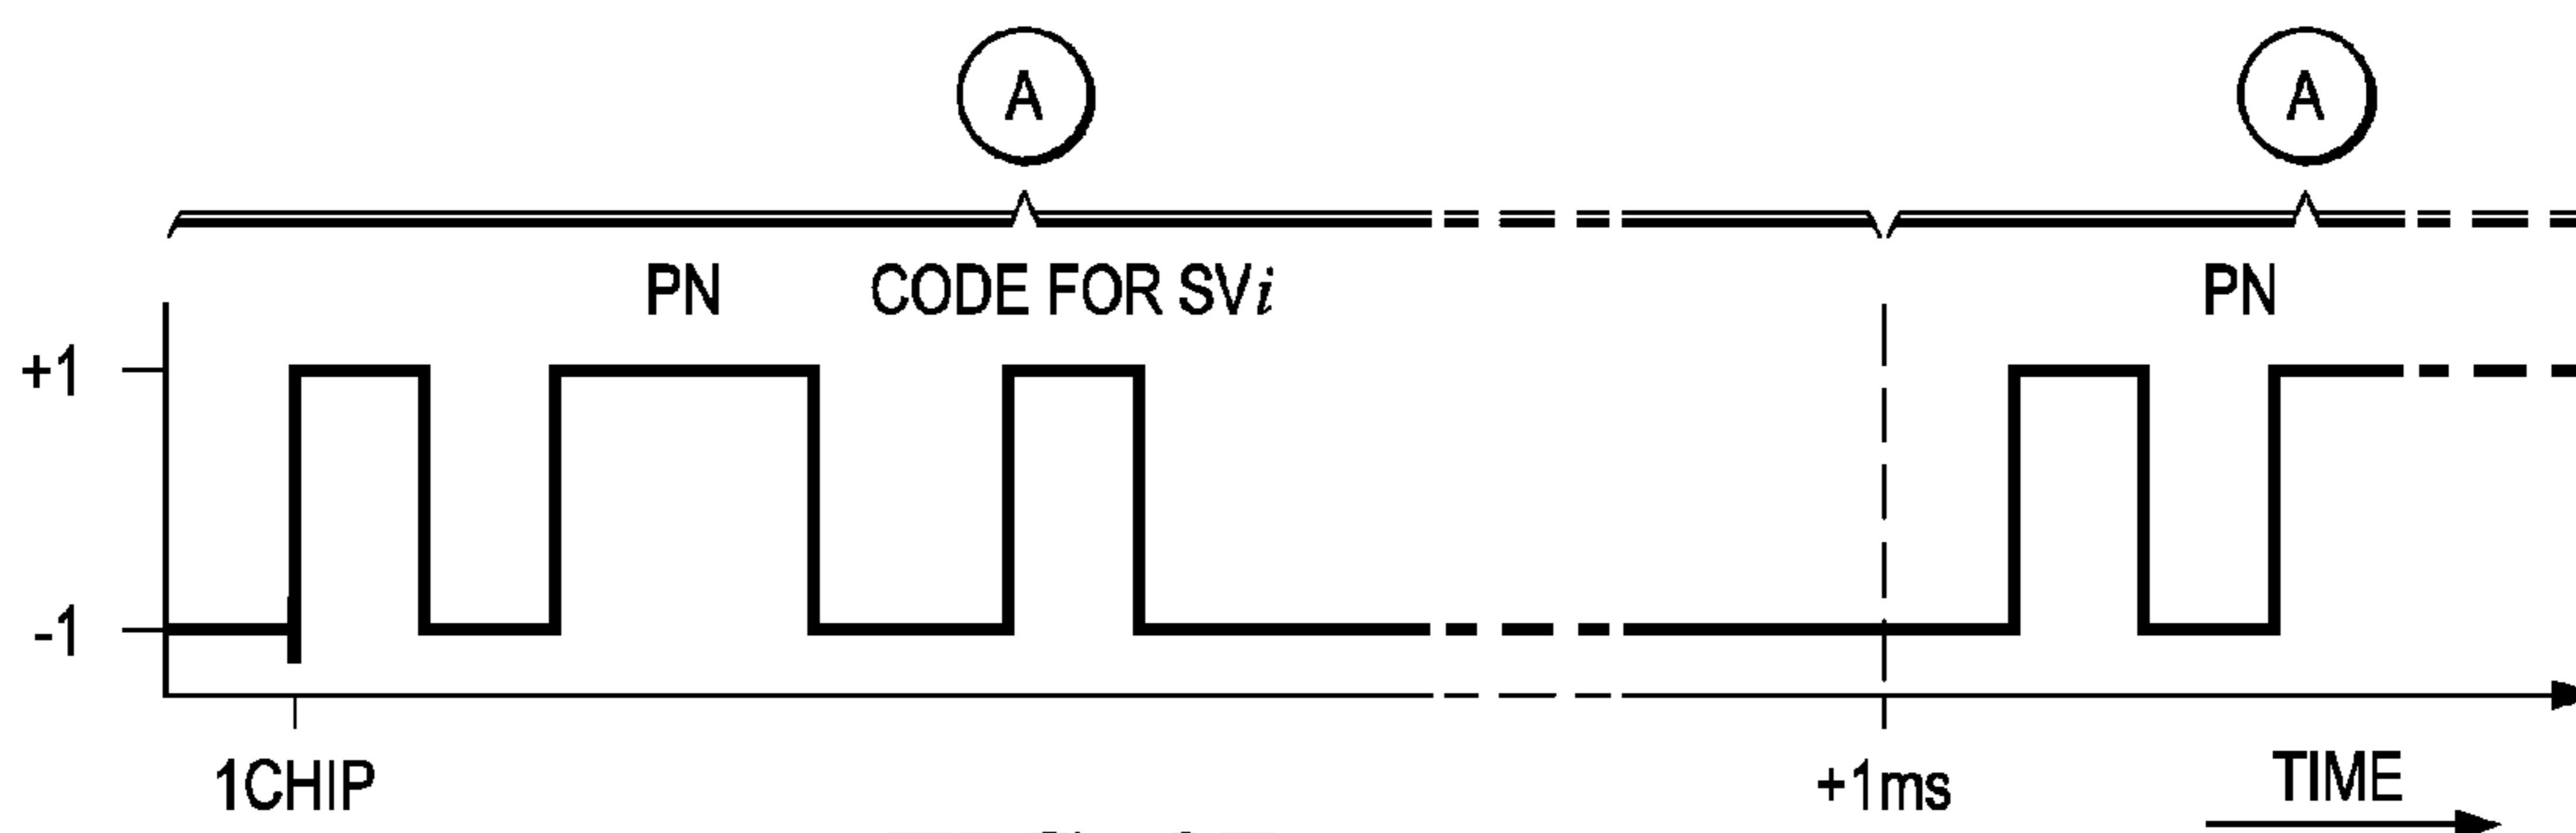 A A
PN CODE FOR SVi PN
+1
-1
1CHIP +1ms TIME